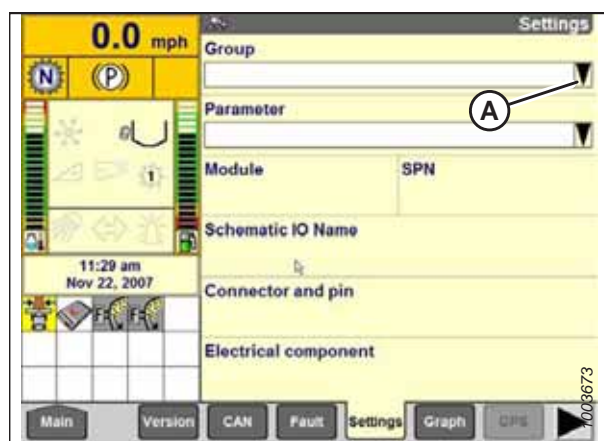 0.0 mph
Settings
Group
N
(P)
A
Parameter
Module
SPN
1
Schematic IO Name
11:29 am
Nov 22, 2007
Connector and pin
F
F
Electrical component
1003673
Main
Version
CAN
Fault
Settings
Graph
GPS